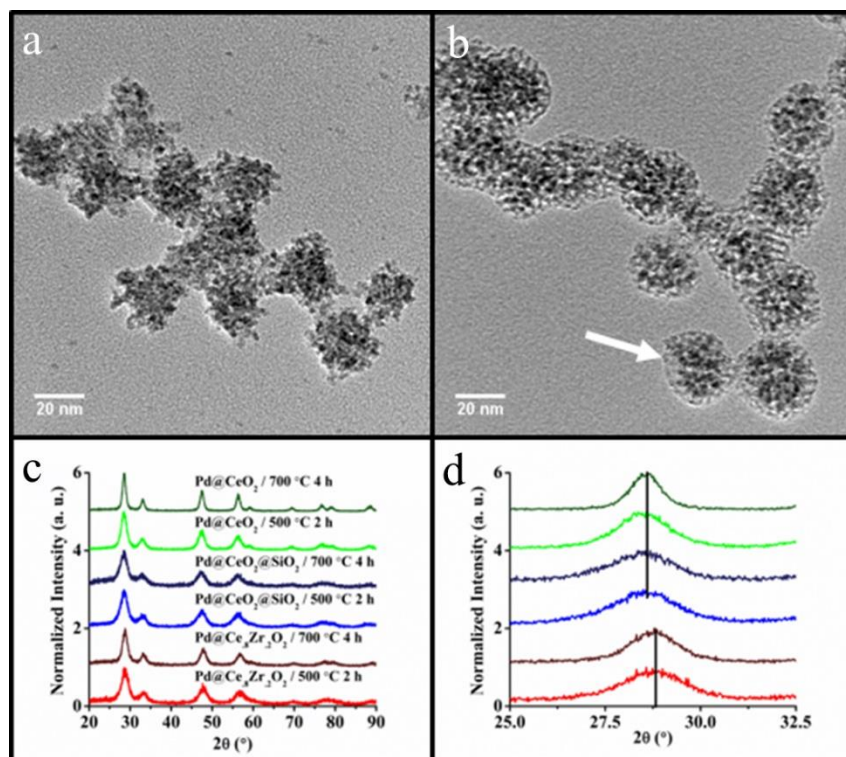 a
b
20 nm
20 nm
c
d
Normalized Intensity (a. u.)
6
4
2
0
Pd@CeO₂ / 700 °C 4 h
Pd@CeO₂ / 500 °C 2 h
Pd@CeO₂@SiO₂ / 700 °C 4 h
Pd@CeO₂@SiO₂ / 500 °C 2 h
Pd@Ce.₈Zr.₂O₂ / 700 °C 4 h
Pd@Ce.₈Zr.₂O₂ / 500 °C 2 h
20 30 40 50 60 70 80 90
2θ (°)
Normalized Intensity (a. u.)
6
4
2
0
25.0 27.5 30.0 32.5
2θ (°)